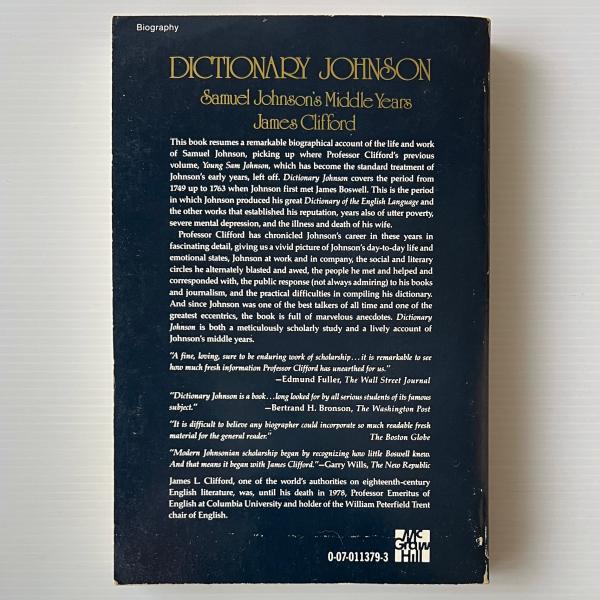 Biography
DICTIONARY JOHNSON
Samuel Johnson's Middle Years
James Clifford
This book resumes a remarkable biographical account of the life and work
of Samuel Johnson, picking up where Professor Clifford's previous
volume, Young Sam Johnson, which has become the standard treatment of
Johnson's early years, left off. Dictionary Johnson covers the period from
1749 up to 1763 when Johnson first met James Boswell. This is the period
in which Johnson produced his great Dictionary of the English Language and
the other works that established his reputation, years also of utter poverty,
severe mental depression, and the illness and death of his wife.
Professor Clifford has chronicled Johnson's career in these years in
fascinating detail, giving us a vivid picture of Johnson's day-to-day life and
emotional states, Johnson at work and in company, the social and literary
circles he alternately blasted and awed, the people he met and helped and
corresponded with, the public response (not always admiring) to his books
and journalism, and the practical difficulties in compiling his dictionary.
And since Johnson was one of the best talkers of all time and one of the
greatest eccentrics, the book is full of marvelous anecdotes. Dictionary
Johnson is both a meticulously scholarly study and a lively account of
Johnson's middle years.
"A fine, loving, sure to be enduring work of scholarship...it is remarkable to see
how much fresh information Professor Clifford has unearthed for us."
—Edmund Fuller, The Wall Street Journal
"Dictionary Johnson is a book...long looked for by all serious students of its famous
subject." —Bertrand H. Bronson, The Washington Post
"It is difficult to believe any biographer could incorporate so much readable fresh
material for the general reader." The Boston Globe
"Modern Johnsonian scholarship began by recognizing how little Boswell knew.
And that means it began with James Clifford."—Garry Wills, The New Republic
James L. Clifford, one of the world's authorities on eighteenth-century
English literature, was, until his death in 1978, Professor Emeritus of
English at Columbia University and holder of the William Peterfield Trent
chair of English.
0-07-011379-3
Mc
Graw
Hill